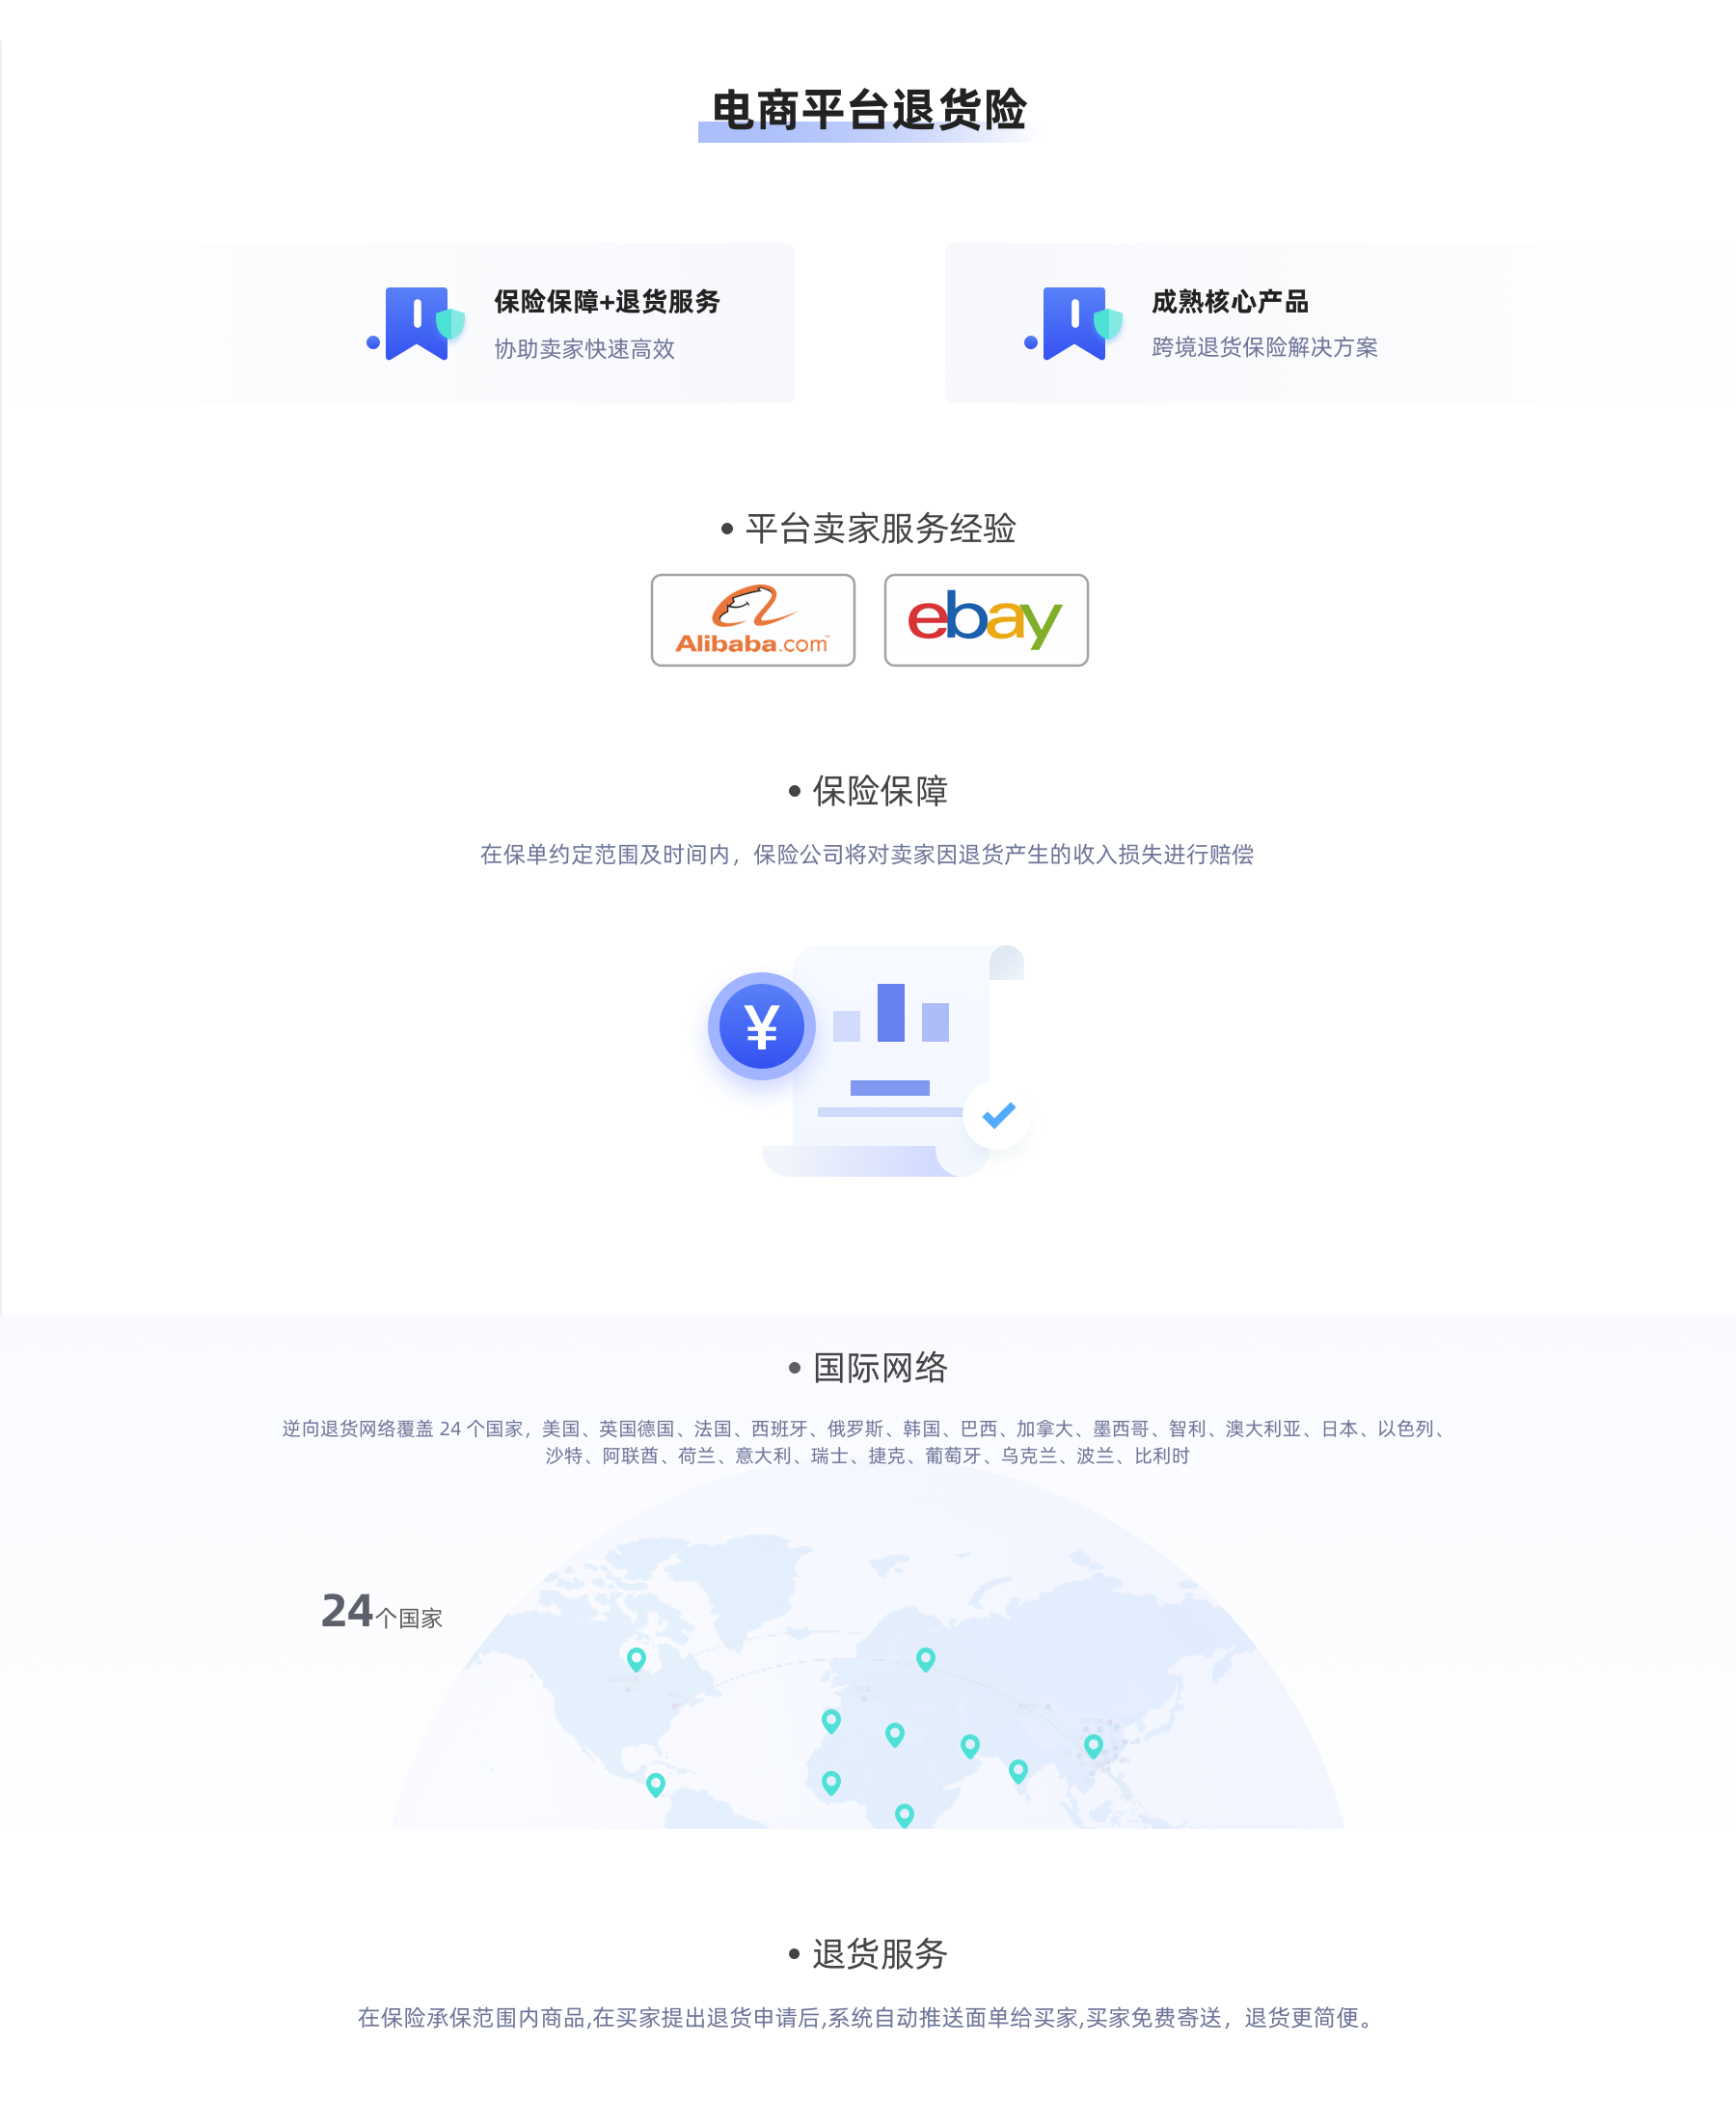 电商平台退货险
保险保障+退货服务
协助卖家快速高效
成熟核心产品
跨境退货保险解决方案
• 平台卖家服务经验
Alibaba.com™
ebay
• 保险保障
在保单约定范围及时间内，保险公司将对卖家因退货产生的收入损失进行赔偿
¥
• 国际网络
逆向退货网络覆盖 24 个国家，美国、英国德国、法国、西班牙、俄罗斯、韩国、巴西、加拿大、墨西哥、智利、澳大利亚、日本、以色列、
沙特、阿联酋、荷兰、意大利、瑞士、捷克、葡萄牙、乌克兰、波兰、比利时
24个国家
• 退货服务
在保险承保范围内商品,在买家提出退货申请后,系统自动推送面单给买家,买家免费寄送，退货更简便。